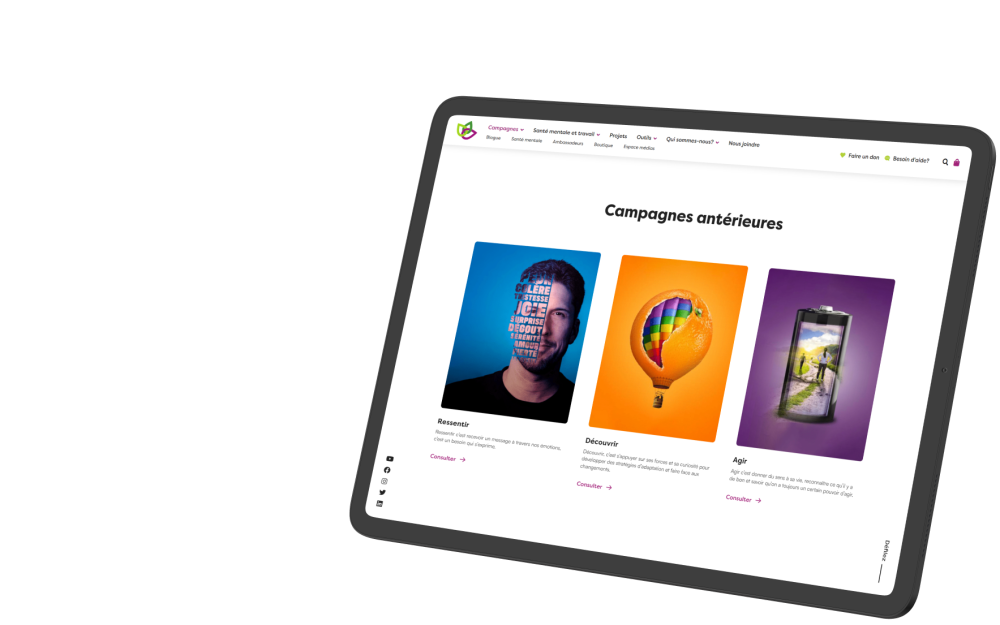 Campagnes Santé mentale et travail Projets Outils Qui sommes-nous? Nous joindre
Blogue Santé mentale Ambassadeurs Boutique Espace médias
Faire un don Besoin d'aide?
Campagnes antérieures
PEUR
COLÈRE
TRISTESSE
JOIE
SURPRISE
DÉGOÛT
SÉRÉNITÉ
AMOUR
Ressentir
Ressentir c'est recevoir un message à travers nos émotions,
c'est un besoin qui s'exprime.
Consulter
Découvrir
Découvrir, c'est s'appuyer sur ses forces et sa curiosité pour
développer des stratégies d'adaptation et faire face aux
changements.
Consulter
Agir
Agir c'est donner du sens à sa vie, reconnaître ce qu'il y a
de bien et savoir qu'on a toujours un certain pouvoir d'agir.
Consulter
Défilez